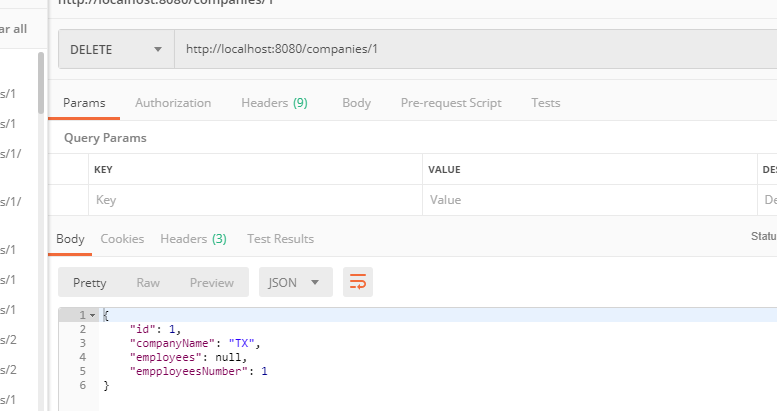 http://localhost:8080/companies/1
ar all
DELETE http://localhost:8080/companies/1
s/1
Params Authorization Headers (9) Body Pre-request Script Tests
s/1
Query Params
s/1/
KEY VALUE DES
s/1/
Key Value De
Body Cookies Headers (3) Test Results Statu
s/1
s/1
Pretty Raw Preview JSON
s/1
1 {
2 "id": 1,
s/2
3 "companyName": "TX",
4 "employees": null,
s/2
5 "empployeesNumber": 1
6 }
s/1